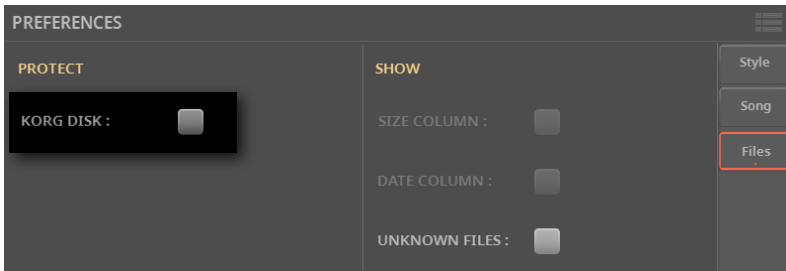 PREFERENCES
PROTECT
KORG DISK :
SHOW
SIZE COLUMN :
DATE COLUMN :
UNKNOWN FILES :
Style
Song
Files